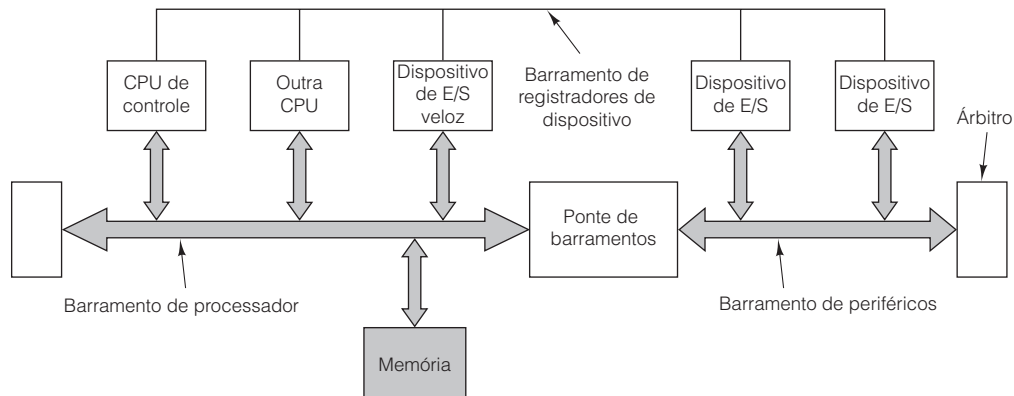 CPU de
controle
Outra
CPU
Dispositivo
de E/S
veloz
Barramento de
registradores de
dispositivo
Dispositivo
de E/S
Dispositivo
de E/S
Árbitro
Ponte de
barramentos
Barramento de processador
Barramento de periféricos
Memória